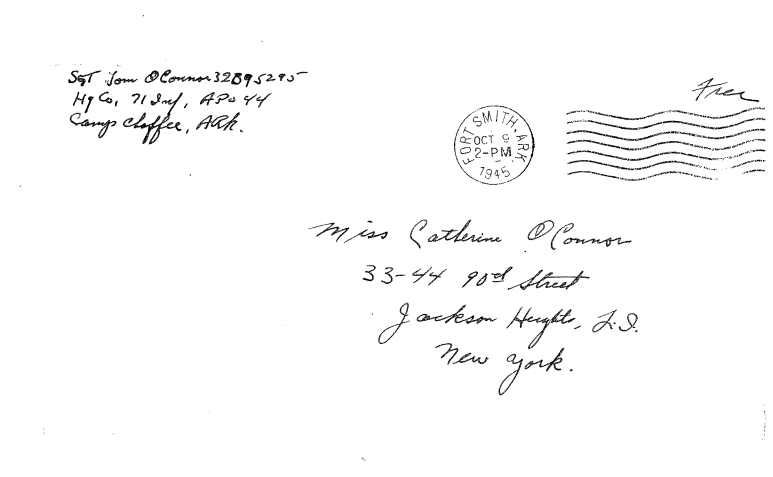 Sgt Tom O'Connor 32895295
Hq Co, 71 Inf, APO 44
Camp Chaffee, ARK.
Free
FORT SMITH, ARK
OCT 9
2-PM
1945
Miss Catherine O'Connor
33-44 90d Street
Jackson Heights, L.I.
New York.